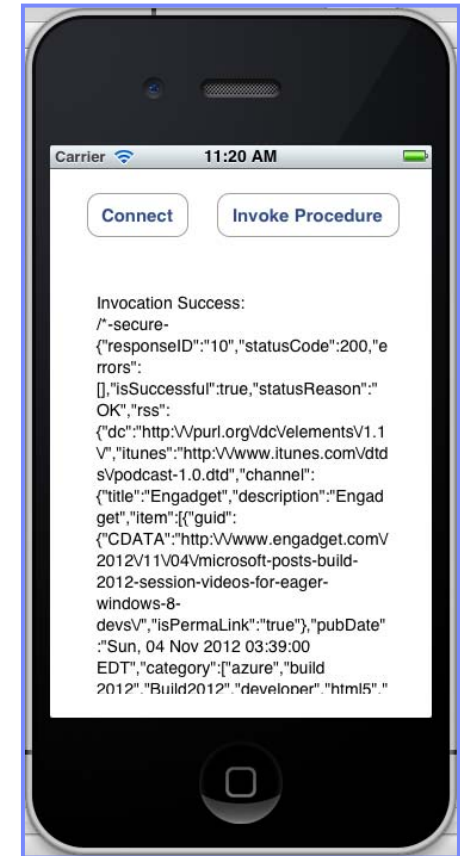 Carrier 11:20 AM
Connect Invoke Procedure
Invocation Success:
/*-secure-
{"responseID":"10","statusCode":200,"e
rrors":
[],"isSuccessful":true,"statusReason":"
OK","rss":
{"dc":"http:\/\/purl.org\/dc\/elements\/1.1
\/","itunes":"http:\/\/www.itunes.com\/dtd
s\/podcast-1.0.dtd","channel":
{"title":"Engadget","description":"Engad
get","item":[{"guid":
{"CDATA":"http:\/\/www.engadget.com\/
2012\/11\/04\/microsoft-posts-build-
2012-session-videos-for-eager-
windows-8-
devs\/","isPermaLink":"true"},"pubDate"
:"Sun, 04 Nov 2012 03:39:00
EDT","category":["azure","build
2012","Build2012","developer","html5","